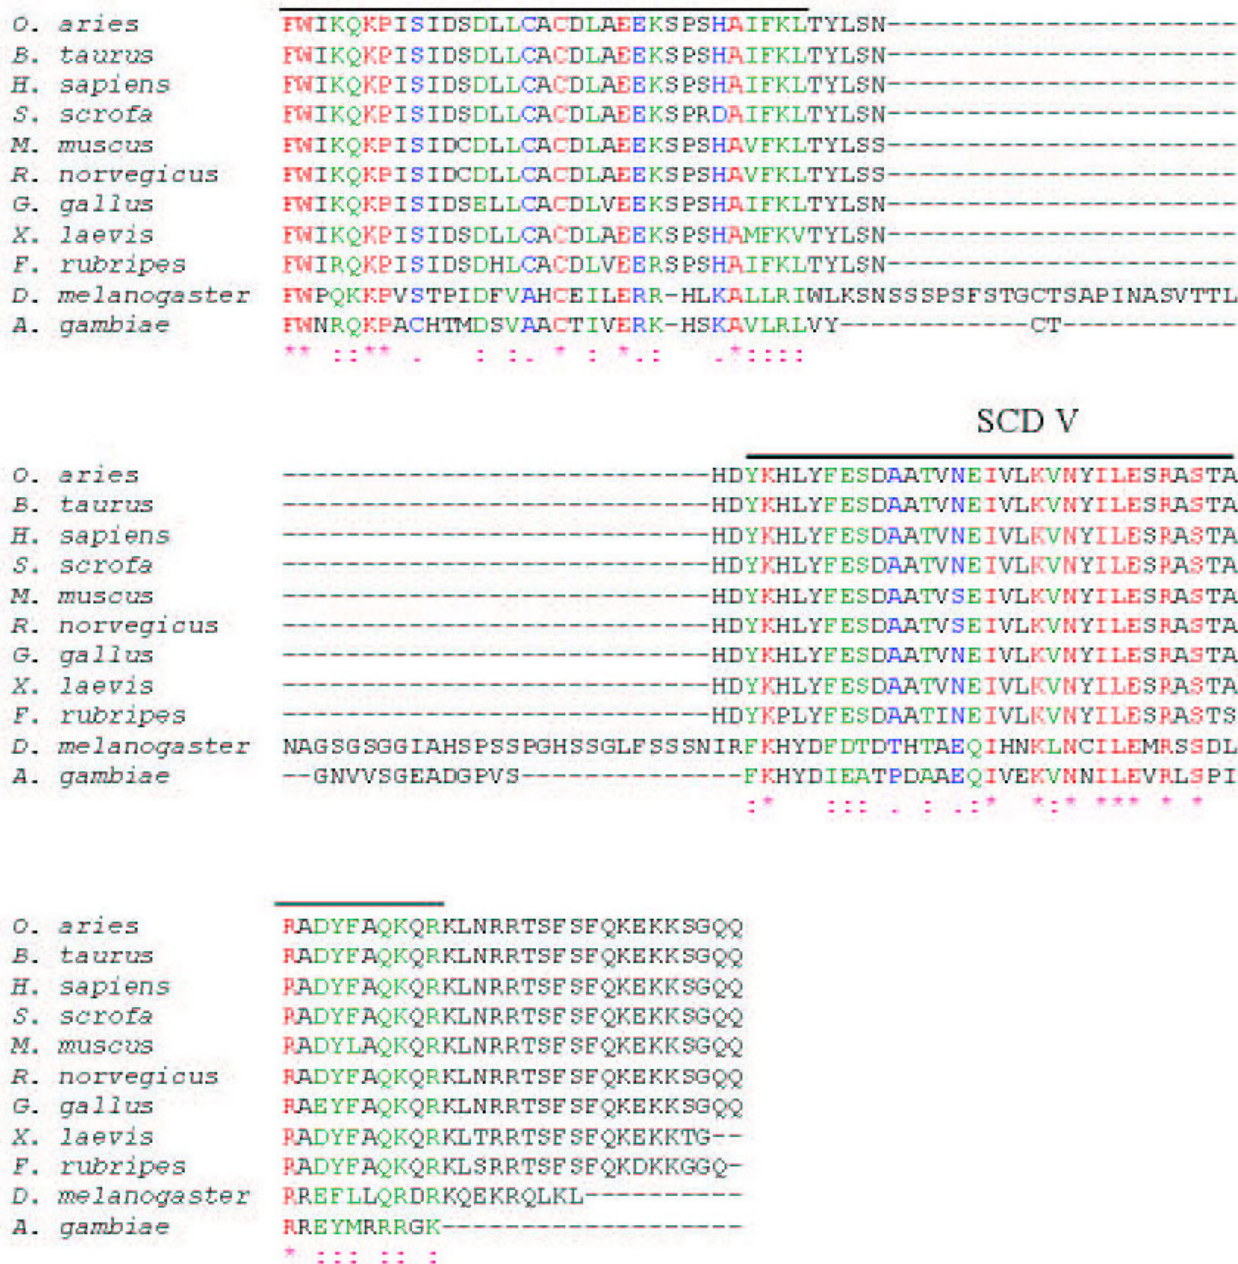 O. aries FWIKQKPISIDSDLLCACDLAEEKSPSHAIFKLTYLSN----------------------
B. taurus FWIKQKPISIDSDLLCACDLAEEKSPSHAIFKLTYLSN----------------------
H. sapiens FWIKQKPISIDSDLLCACDLAEEKSPSHAIFKLTYLSN----------------------
S. scrofa FWIKQKPISIDSDLLCACDLAEEKSPRDAIFKLTYLSN----------------------
M. muscus FWIKQKPISIDCDLLCACDLAEEKSPSHAVFKLTYLSS----------------------
R. norvegicus FWIKQKPISIDCDLLCACDLAEEKSPSHAVFKLTYLSS----------------------
G. gallus FWIKQKPISIDSELLCACDLVEEKSPSHAIFKLTYLSN----------------------
X. laevis FWIKQKPISIDSDLLCACDLAEEKSPSHAMFKVTYLSN----------------------
F. rubripes FWIRQKPISIDSDHLCACDLVEERSPSHAIFKLTYLSN----------------------
D. melanogaster FWPQKKPVSTPIDFVAHCEILERR-HLKALLRIWLKSNSSSPSFSTGCTSAPINASVTTL
A. gambiae FWNRQKPACHTMDSVAACTIVERK-HSKAVLRLVY------------CT-----------
** ::** .   : :. * : *.:   .*::::
SCD V
O. aries ---------------------------HDYKHLYFESDAATVNEIVLKVNYILESRASTA
B. taurus ---------------------------HDYKHLYFESDAATVNEIVLKVNYILESRASTA
H. sapiens ---------------------------HDYKHLYFESDAATVNEIVLKVNYILESRASTA
S. scrofa ---------------------------HDYKHLYFESDAATVNEIVLKVNYILESRASTA
M. muscus ---------------------------HDYKHLYFESDAATVSEIVLKVNYILESRASTA
R. norvegicus ---------------------------HDYKHLYFESDAATVSEIVLKVNYILESRASTA
G. gallus ---------------------------HDYKHLYFESDAATVNEIVLKVNYILESRASTA
X. laevis ---------------------------HDYKHLYFESDAATVNEIVLKVNYILESRASTA
F. rubripes ---------------------------HDYKPLYFESDAATINEIVLKVNYILESRASTS
D. melanogaster NAGSGSGGIAHSPSSPGHSSGLFSSSNIRFKHYDFDTDTHTAEQIHNKLNCILEMRSSDL
A. gambiae --GNVVSGEADGPVS--------------FKHYDIEATPDAAEQIVEKVNNILEVRLSPI
:*   ::: . : .:*  *:* *** * *
O. aries RADYFAQKQRKLNRRTSFSFQKEKKSGQQ
B. taurus RADYFAQKQRKLNRRTSFSFQKEKKSGQQ
H. sapiens RADYFAQKQRKLNRRTSFSFQKEKKSGQQ
S. scrofa RADYFAQKQRKLNRRTSFSFQKEKKSGQQ
M. muscus RADYLAQKQRKLNRRTSFSFQKEKKSGQQ
R. norvegicus RADYFAQKQRKLNRRTSFSFQKEKKSGQQ
G. gallus RAEYFAQKQRKLNRRTSFSFQKEKKSGQQ
X. laevis RADYFAQKQRKLTRRTSFSFQKEKKTG--
F. rubripes RADYFAQKQRKLSRRTSFSFQKDKKGGQ-
D. melanogaster RREFLLQRDRKQEKRQLKL----------
A. gambiae RREYMRRRGK-------------------
* ::: :: :